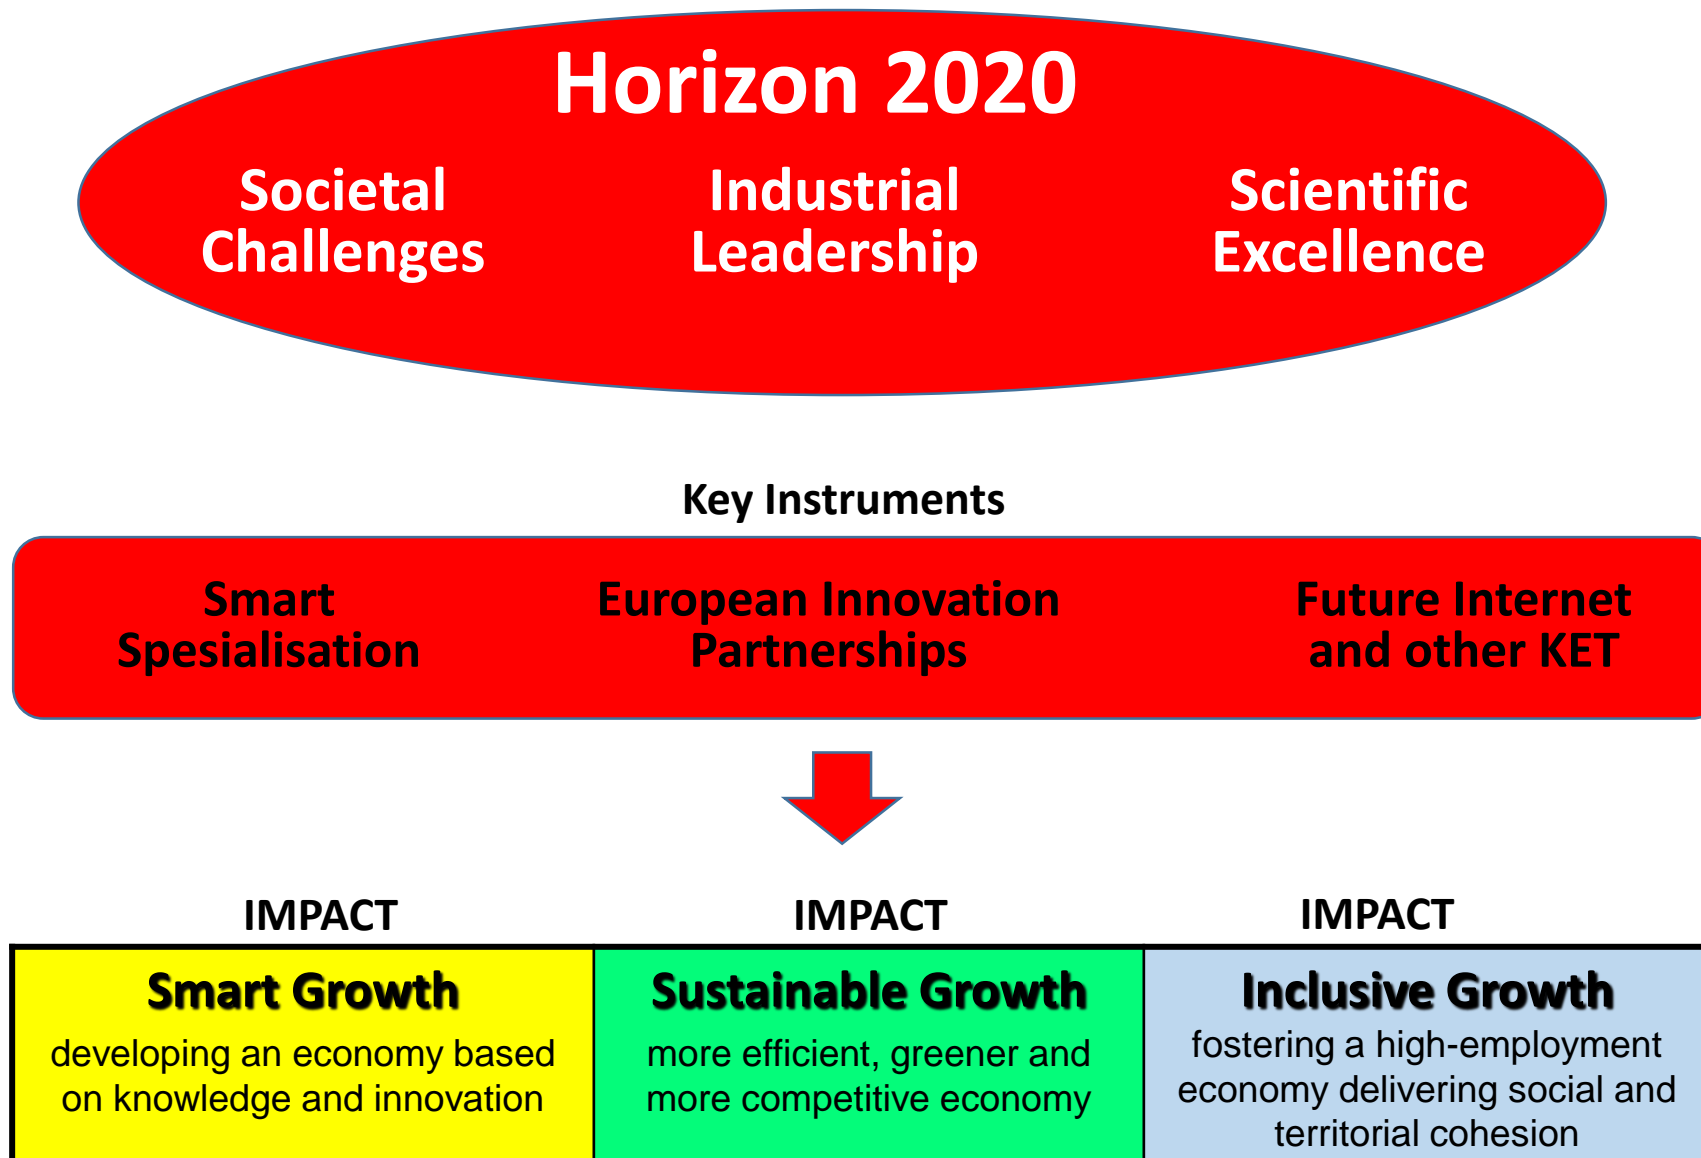 Horizon 2020
Societal
Challenges
Industrial
Leadership
Scientific
Excellence
Key Instruments
Smart
Spesialisation
European Innovation
Partnerships
Future Internet
and other KET
IMPACT
IMPACT
IMPACT
Smart Growth
developing an economy based
on knowledge and innovation
Sustainable Growth
more efficient, greener and
more competitive economy
Inclusive Growth
fostering a high-employment
economy delivering social and
territorial cohesion